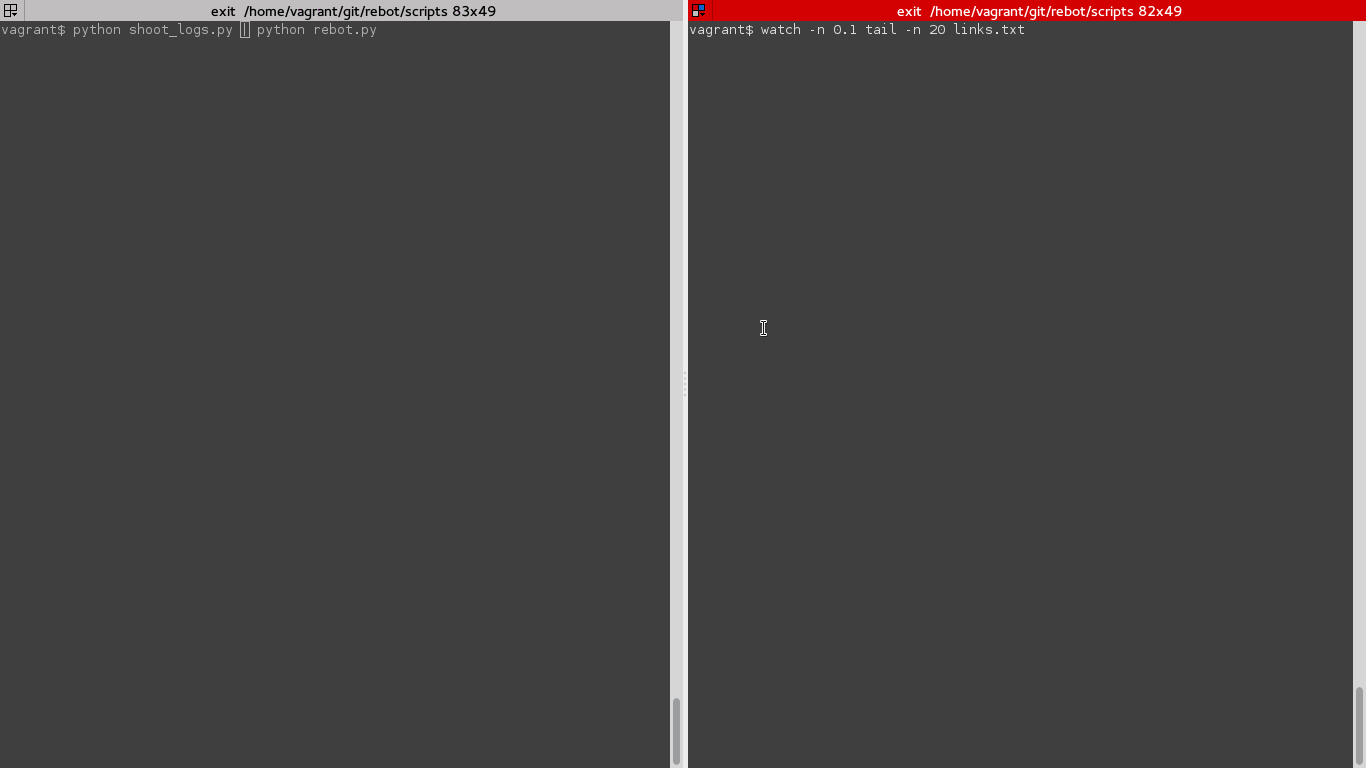 exit /home/vagrant/git/rebot/scripts 83x49
vagrant$ python shoot_logs.py | python rebot.py
exit /home/vagrant/git/rebot/scripts 82x49
vagrant$ watch -n 0.1 tail -n 20 links.txt